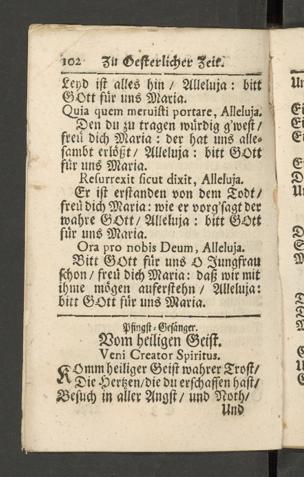 102 Zu Oesterlicher Zeit.
Leyd ist alles hin / Alleluja: bitt
GOtt für uns Maria.
Quia quem meruisti portare, Alleluja.
Den du zu tragen würdig g'west /
freü dich Maria: der hat uns alle-
sambt erlößt / Alleluja: bitt GOtt
für uns Maria.
Resurrexit sicut dixit, Alleluja.
Er ist erstanden von dem Todt /
freü dich Maria: wie er vorg'sagt der
wahre GOtt / Alleluja: bitt GOtt
für uns Maria.
Ora pro nobis Deum, Alleluja.
Bitt GOtt für uns O Jungfrau
schon / freü dich Maria: daß wir mit
ihme mögen auferstehn / Alleluja:
bitt GOtt für uns Maria.
Pfingst-Gesänger.
Vom heiligen Geist.
Veni Creator Spiritus.
KOmm heiliger Geist wahrer Trost /
Die Hertzen / die du erschaffen hast /
Besuch in aller Angst / und Noth /
Und